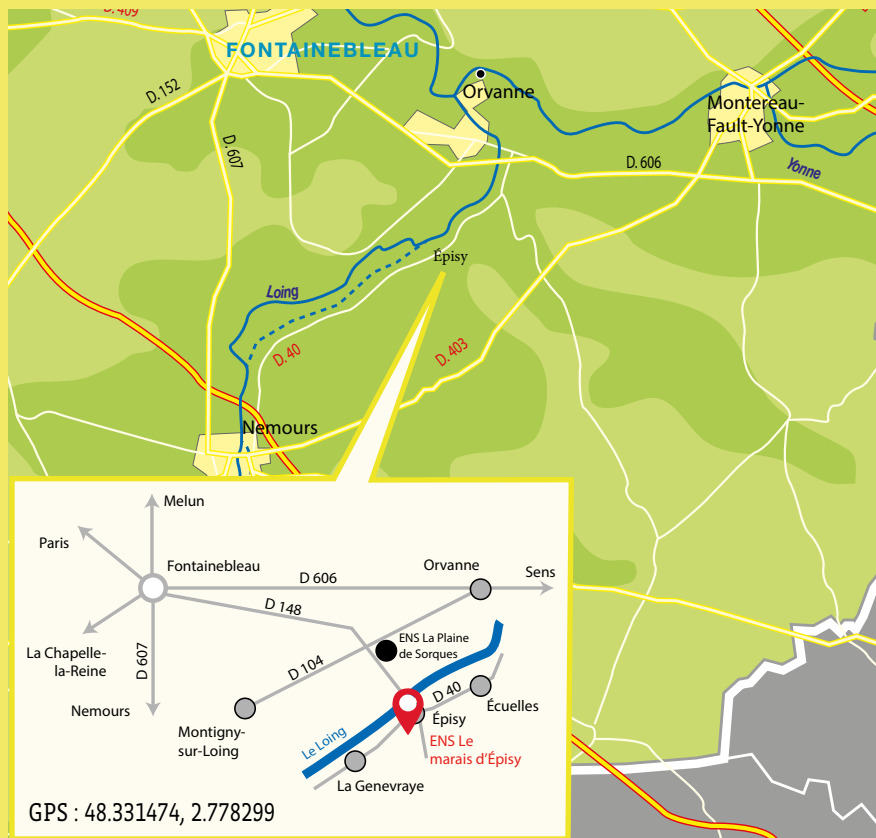 D. 409
FONTAINEBLEAU
D. 152
Orvanne
Montereau-
Fault-Yonne
D. 607
D. 606
Yonne
Épisy
Loing
D. 40
D. 403
Nemours
Melun
Paris
Fontainebleau
Orvanne
D 606
Sens
D 148
La Chapelle-
la-Reine
D 607
ENS La Plaine
de Sorques
D 104
D 40
Écuelles
Nemours
Montigny-
sur-Loing
Épisy
Le Loing
ENS Le
marais d’Épisy
La Genevraye
GPS : 48.331474, 2.778299